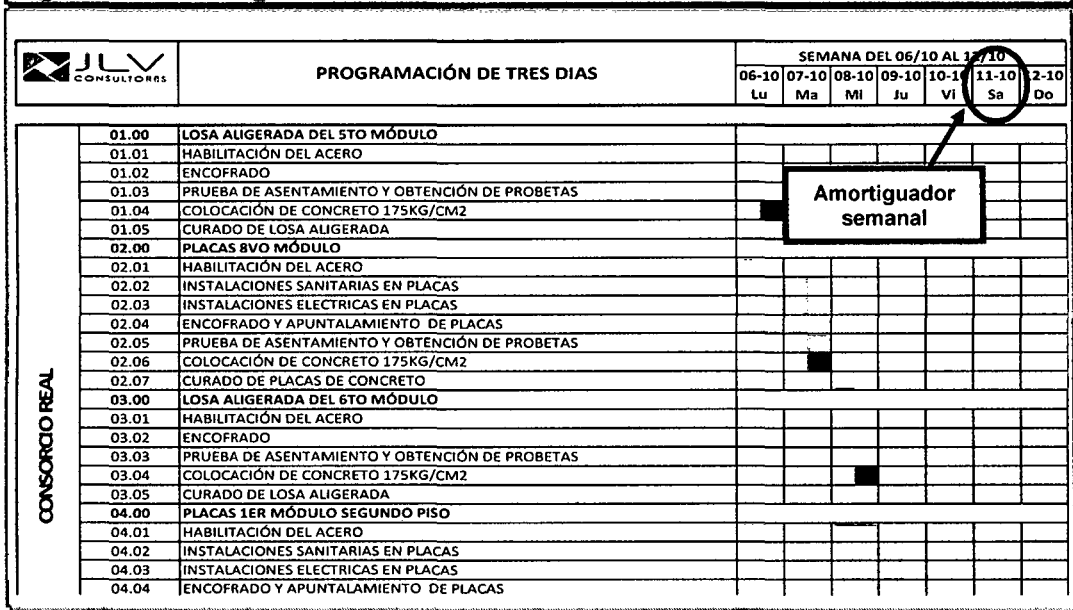 JLV
CONSULTORES
PROGRAMACIÓN DE TRES DIAS
SEMANA DEL 06/10 AL 12/10
06-10 07-10 08-10 09-10 10-10 11-10 12-10
Lu Ma Mi Ju Vi Sa Do
Amortiguador
semanal
CONSORCIO REAL
01.00 LOSA ALIGERADA DEL 5TO MÓDULO
01.01 HABILITACIÓN DEL ACERO
01.02 ENCOFRADO
01.03 PRUEBA DE ASENTAMIENTO Y OBTENCIÓN DE PROBETAS
01.04 COLOCACIÓN DE CONCRETO 175KG/CM2
01.05 CURADO DE LOSA ALIGERADA
02.00 PLACAS 8VO MÓDULO
02.01 HABILITACIÓN DEL ACERO
02.02 INSTALACIONES SANITARIAS EN PLACAS
02.03 INSTALACIONES ELECTRICAS EN PLACAS
02.04 ENCOFRADO Y APUNTALAMIENTO DE PLACAS
02.05 PRUEBA DE ASENTAMIENTO Y OBTENCIÓN DE PROBETAS
02.06 COLOCACIÓN DE CONCRETO 175KG/CM2
02.07 CURADO DE PLACAS DE CONCRETO
03.00 LOSA ALIGERADA DEL 6TO MÓDULO
03.01 HABILITACIÓN DEL ACERO
03.02 ENCOFRADO
03.03 PRUEBA DE ASENTAMIENTO Y OBTENCIÓN DE PROBETAS
03.04 COLOCACIÓN DE CONCRETO 175KG/CM2
03.05 CURADO DE LOSA ALIGERADA
04.00 PLACAS 1ER MÓDULO SEGUNDO PISO
04.01 HABILITACIÓN DEL ACERO
04.02 INSTALACIONES SANITARIAS EN PLACAS
04.03 INSTALACIONES ELECTRICAS EN PLACAS
04.04 ENCOFRADO Y APUNTALAMIENTO DE PLACAS